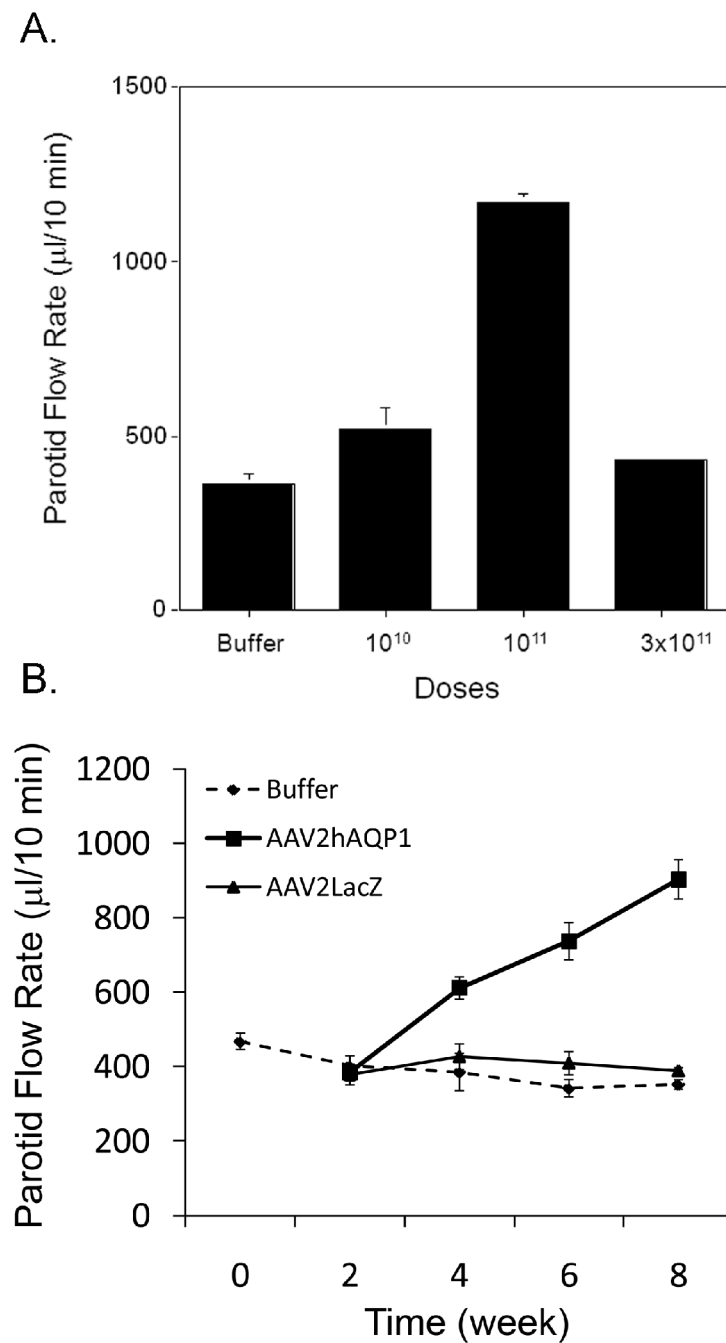 A.
Parotid Flow Rate (μl/10 min)
1500
1000
500
0
Buffer 10¹⁰ 10¹¹ 3x10¹¹
Doses
B.
Parotid Flow Rate (μl/10 min)
1200
1000
800
600
400
200
0
Buffer
AAV2hAQP1
AAV2LacZ
0 2 4 6 8
Time (week)